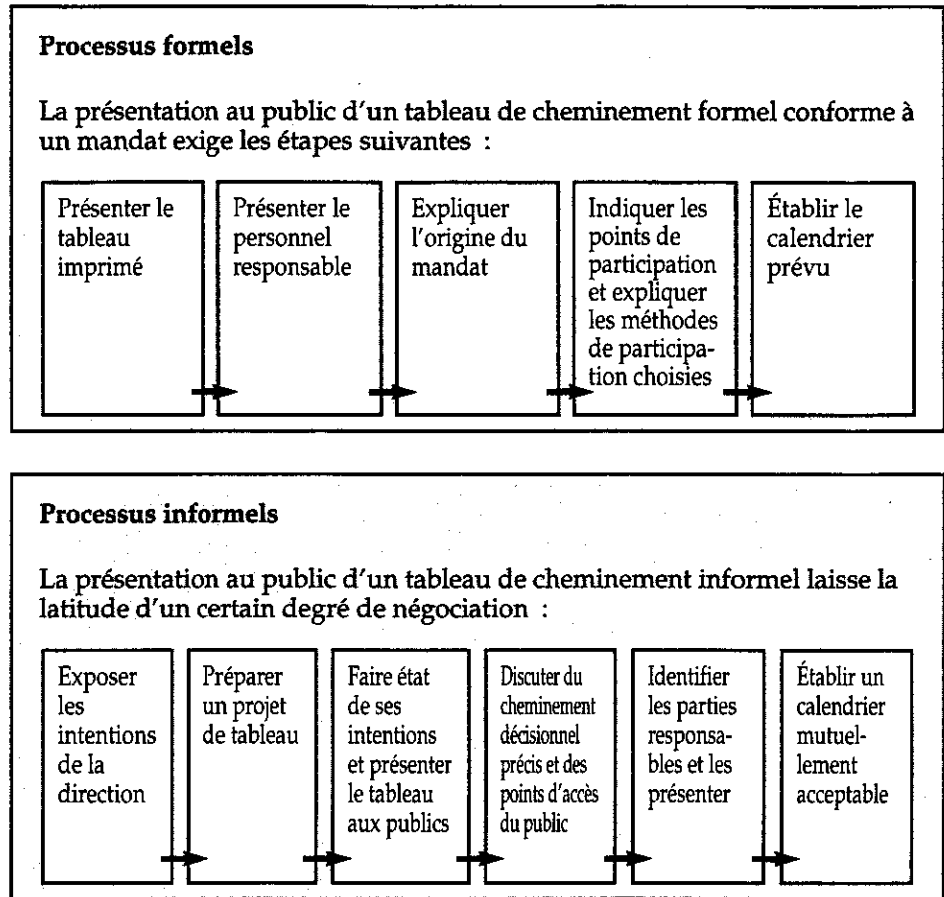 Processus formels
La présentation au public d'un tableau de cheminement formel conforme à
un mandat exige les étapes suivantes :
Présenter le
tableau
imprimé
Présenter le
personnel
responsable
Expliquer
l'origine du
mandat
Indiquer les
points de
participation
et expliquer
les méthodes
de participa-
tion choisies
Établir le
calendrier
prévu
Processus informels
La présentation au public d'un tableau de cheminement informel laisse la
latitude d'un certain degré de négociation :
Exposer
les
intentions
de la
direction
Préparer
un projet
de tableau
Faire état
de ses
intentions
et présenter
le tableau
aux publics
Discuter du
cheminement
décisionnel
précis et des
points d'accès
du public
Identifier
les parties
responsa-
bles et les
présenter
Établir un
calendrier
mutuel-
lement
acceptable